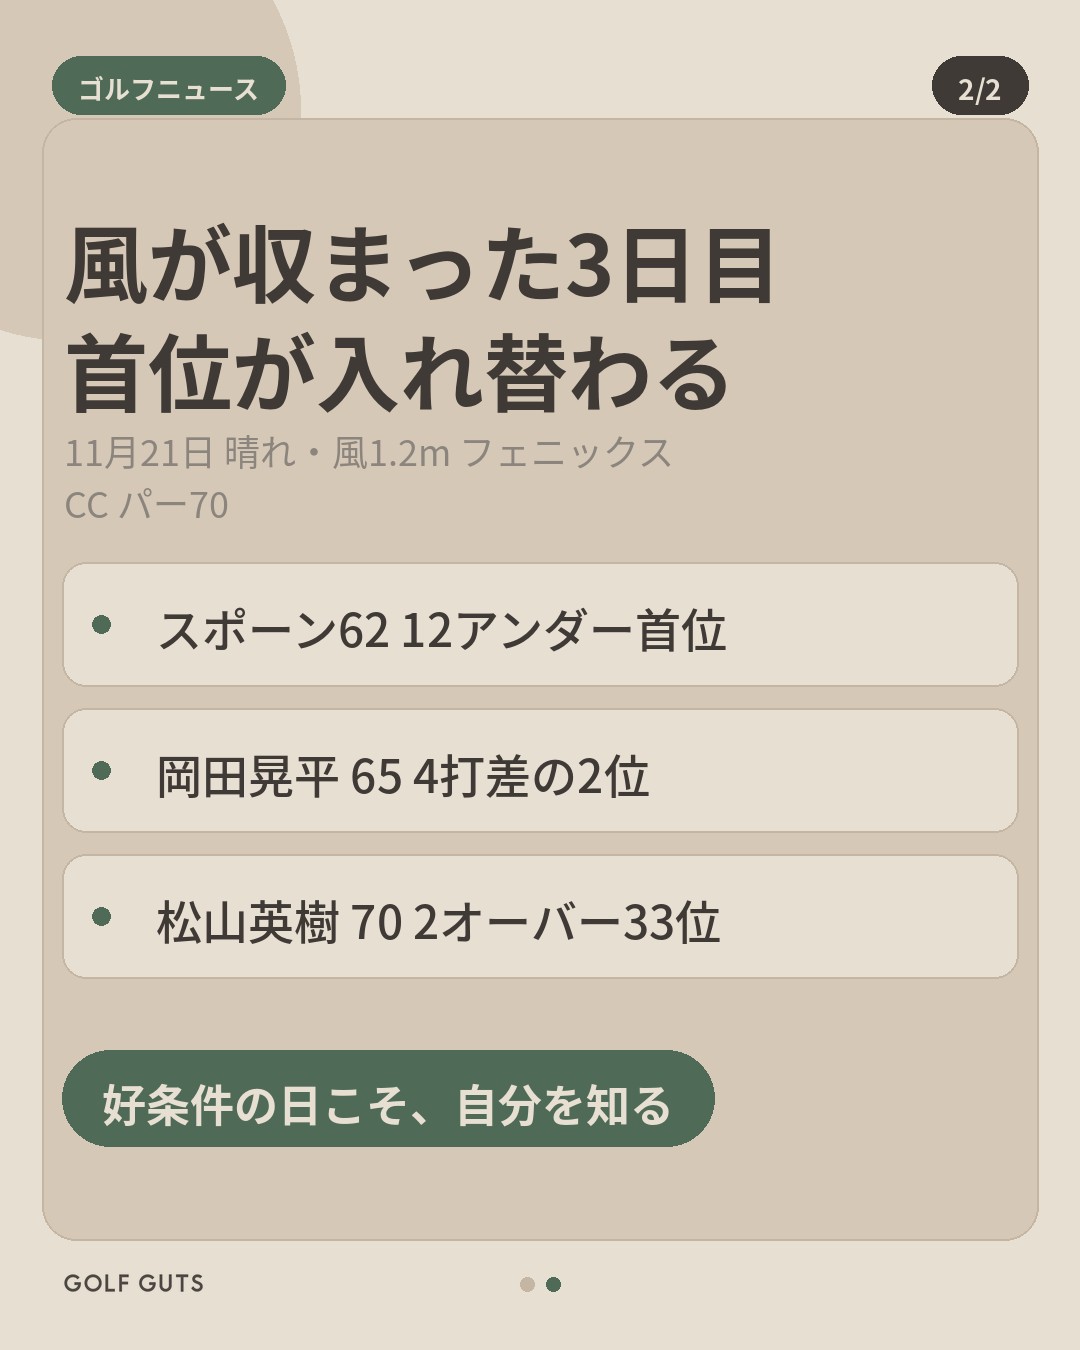 ゴルフニュース
2/2
風が収まった3日目
首位が入れ替わる
11月21日 晴れ・風1.2m フェニックス
CC パー70
スポーン62 12アンダー首位
岡田晃平 65 4打差の2位
松山英樹 70 2オーバー33位
好条件の日こそ、自分を知る
GOLF GUTS